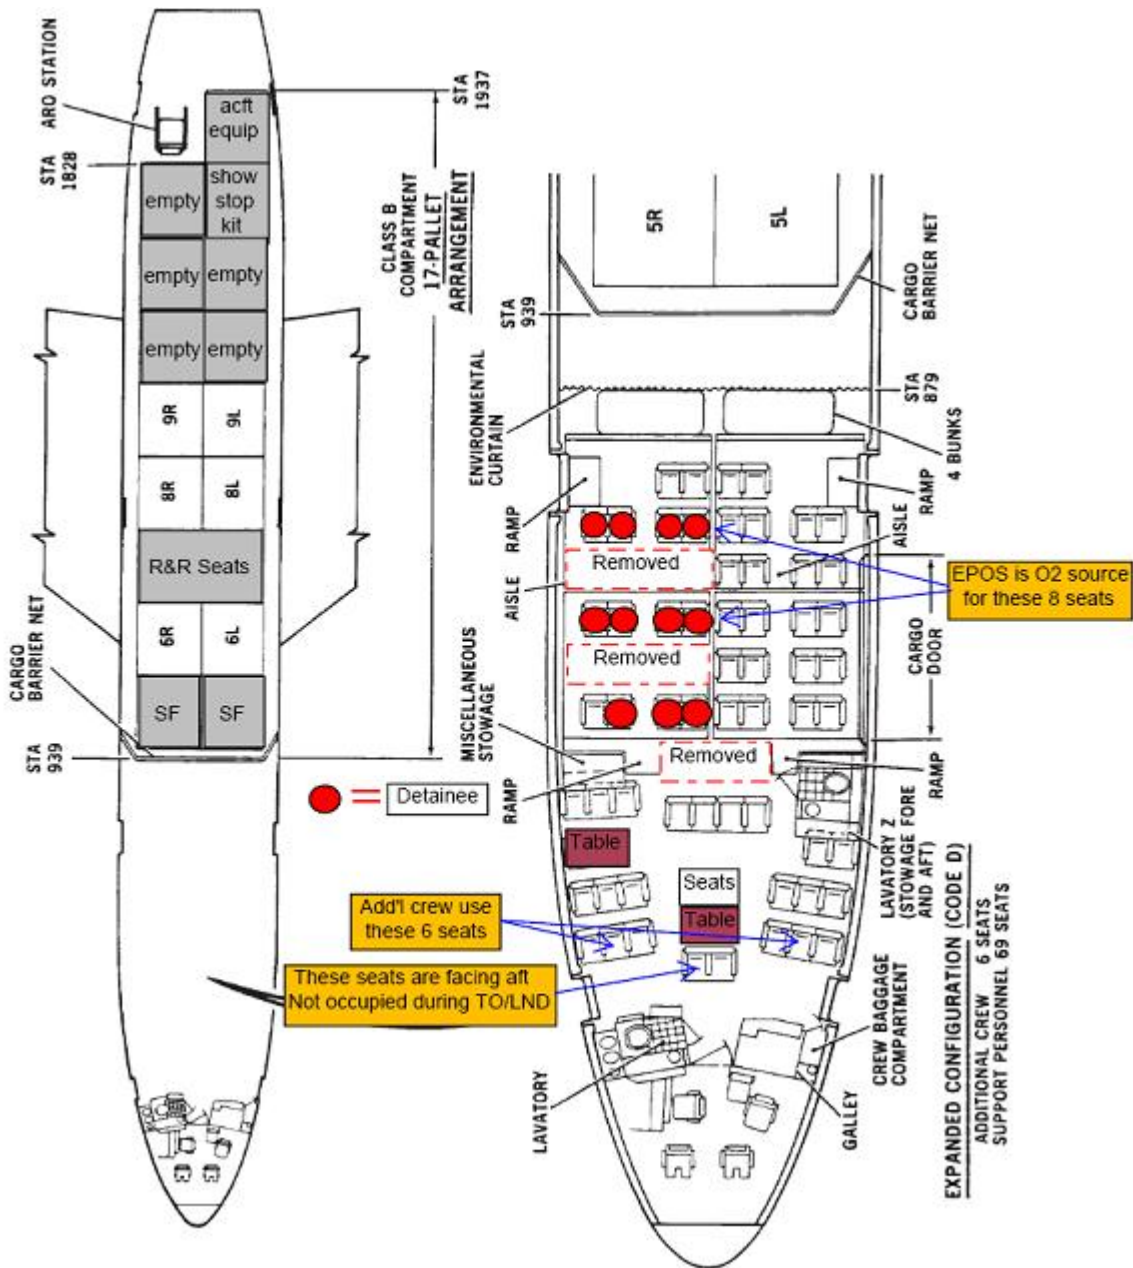 ARO STATION
STA
1937
acft
equip
STA
1828
empty
show
stop
kit
empty
empty
empty
empty
CLASS B
COMPARTMENT
17-PALLET
ARRANGEMENT
9R
9L
8R
8L
R&R Seats
6R
6L
CARGO
BARRIER NET
SF
SF
STA
939
5R
5L
CARGO
BARRIER NET
STA
939
ENVIRONMENTAL
CURTAIN
STA
879
4 BUNKS
RAMP
RAMP
AISLE
AISLE
Removed
EPOS is O2 source
for these 8 seats
Removed
CARGO
DOOR
MISCELLANEOUS
STOWAGE
Removed
RAMP
RAMP
= Detainee
Table
LAVATORY Z
(STOWAGE FORE
AND AFT)
Seats
Table
Add'l crew use
these 6 seats
These seats are facing aft
Not occupied during TO/LND
CREW BAGGAGE
COMPARTMENT
LAVATORY
GALLEY
EXPANDED CONFIGURATION (CODE D)
ADDITIONAL CREW 6 SEATS
SUPPORT PERSONNEL 69 SEATS